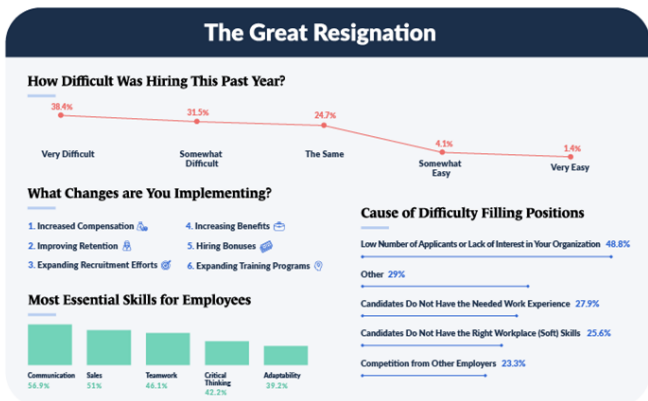 The Great Resignation
How Difficult Was Hiring This Past Year?
38.4%
31.5%
24.7%
4.1%
1.4%
Very Difficult
Somewhat
Difficult
The Same
Somewhat
Easy
Very Easy
What Changes are You Implementing?
1. Increased Compensation
2. Improving Retention
3. Expanding Recruitment Efforts
4. Increasing Benefits
5. Hiring Bonuses
6. Expanding Training Programs
Most Essential Skills for Employees
Communication
56.9%
Sales
51%
Teamwork
46.1%
Critical
Thinking
42.2%
Adaptability
39.2%
Cause of Difficulty Filling Positions
Low Number of Applicants or Lack of Interest in Your Organization 48.8%
Other 29%
Candidates Do Not Have the Needed Work Experience 27.9%
Candidates Do Not Have the Right Workplace (Soft) Skills 25.6%
Competition from Other Employers 23.3%